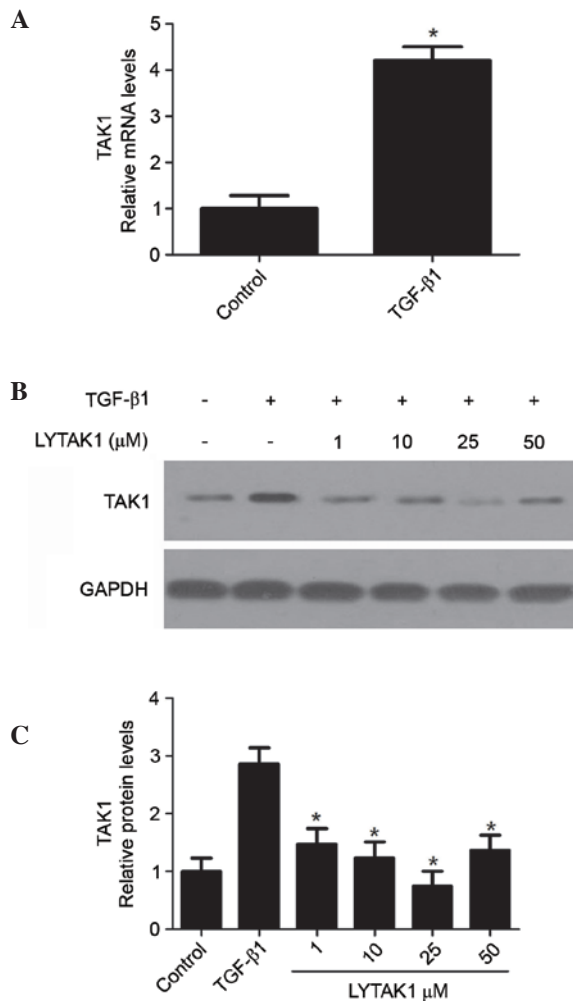 A
TAK1
Relative mRNA levels
5
4
3
2
1
0
*
Control
TGF-β1
B
TGF-β1 - + + + + +
LYTAK1 (μM) - - 1 10 25 50
TAK1
GAPDH
C
TAK1
Relative protein levels
4
3
2
1
0
* * * *
Control
TGF-β1
1
10
25
50
LYTAK1 μM